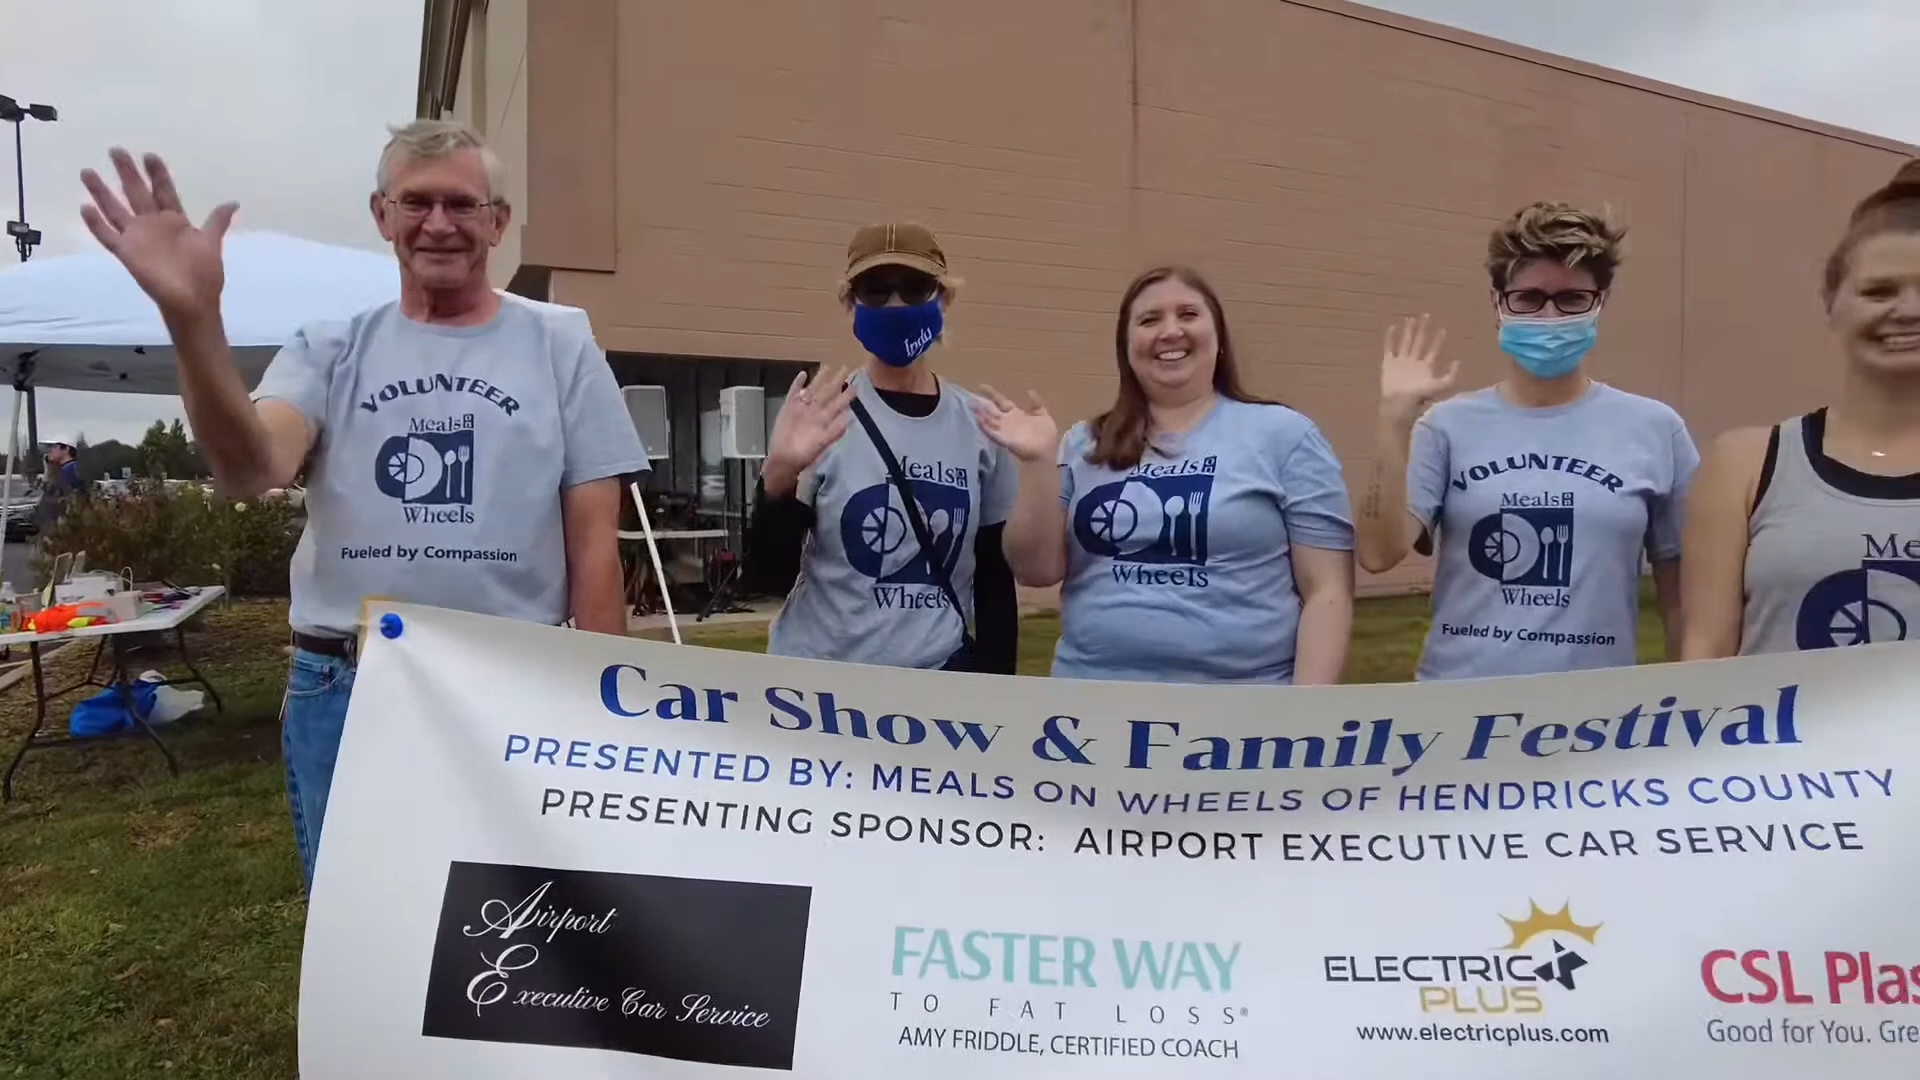 VOLUNTEER
Meals on
Wheels
Fueled by Compassion
Indy
Meals on
Wheels
Meals on
Wheels
VOLUNTEER
Meals on
Wheels
Fueled by Compassion
Me
Car Show & Family Festival
PRESENTED BY: MEALS ON WHEELS OF HENDRICKS COUNTY
PRESENTING SPONSOR: AIRPORT EXECUTIVE CAR SERVICE
Airport
Executive Car Service
FASTER WAY
TO FAT LOSS®
AMY FRIDDLE, CERTIFIED COACH
ELECTRIC
PLUS
www.electricplus.com
CSL Plas
Good for You. Gre